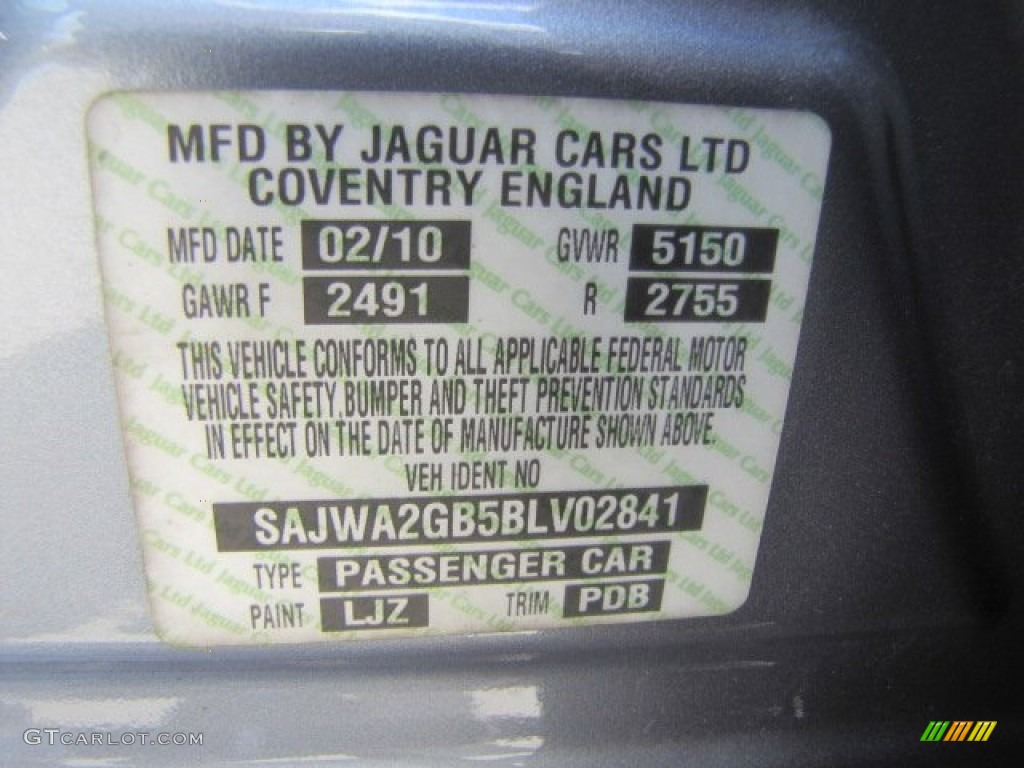 MFD BY JAGUAR CARS LTD
COVENTRY ENGLAND
MFD DATE 02/10 GVWR 5150
GAWR F 2491 R 2755
THIS VEHICLE CONFORMS TO ALL APPLICABLE FEDERAL MOTOR
VEHICLE SAFETY, BUMPER AND THEFT PREVENTION STANDARDS
IN EFFECT ON THE DATE OF MANUFACTURE SHOWN ABOVE.
VEH IDENT NO
SAJWA2GB5BLV02841
TYPE PASSENGER CAR
PAINT LJZ TRIM PDB
GTCARLOT.COM